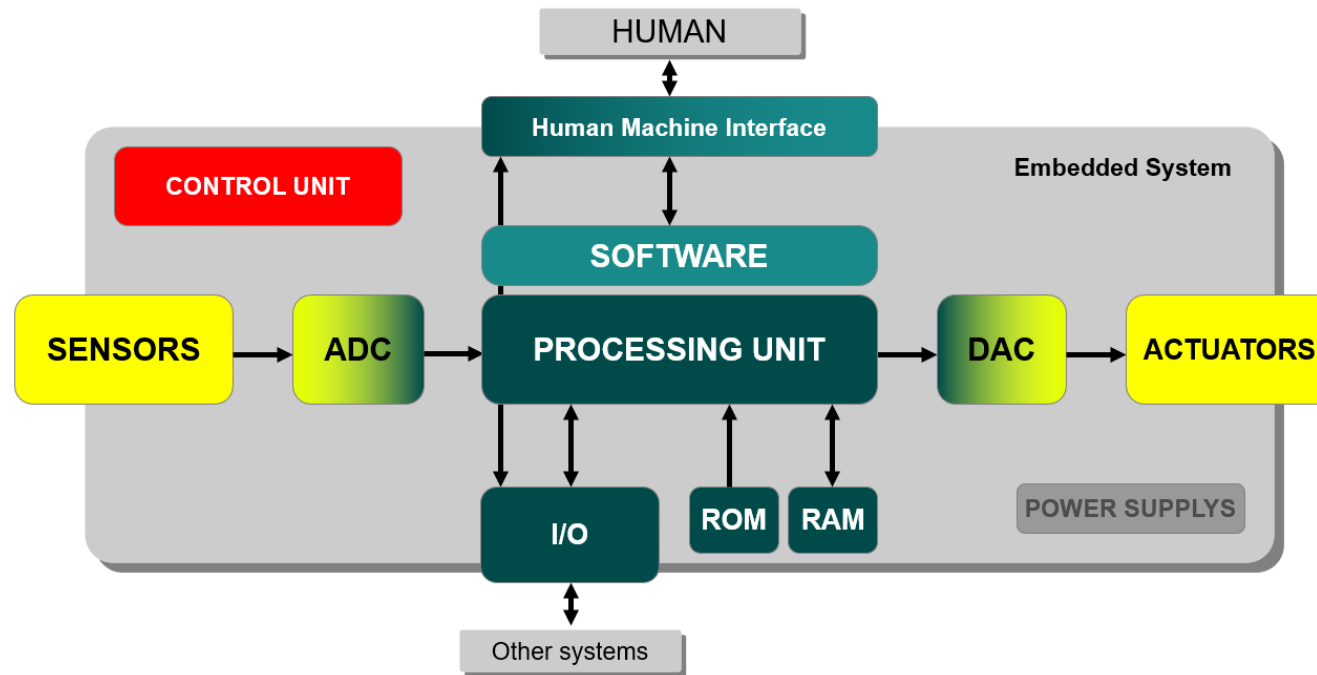 HUMAN
Human Machine Interface
CONTROL UNIT
Embedded System
SOFTWARE
SENSORS
ADC
PROCESSING UNIT
DAC
ACTUATORS
I/O
ROM
RAM
POWER SUPPLYS
Other systems